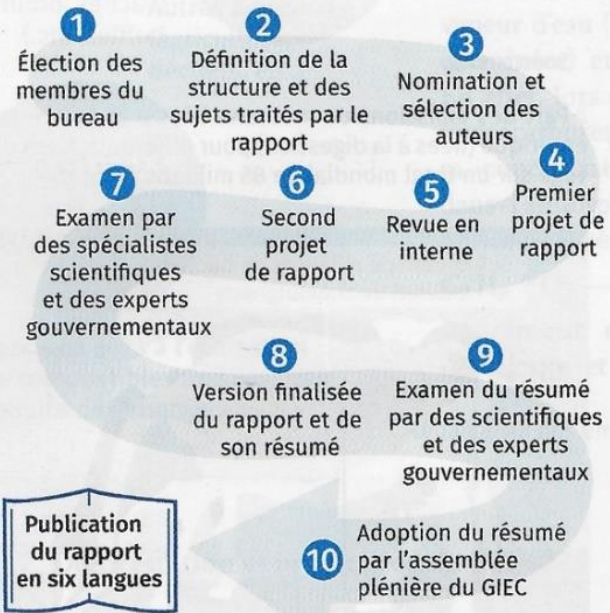 1
Élection des
membres du
bureau
2
Définition de la
structure et des
sujets traités par le
rapport
3
Nomination et
sélection des
auteurs
4
Premier
projet de
rapport
5
Revue en
interne
6
Second
projet
de rapport
7
Examen par
des spécialistes
scientifiques
et des experts
gouvernementaux
8
Version finalisée
du rapport et de
son résumé
9
Examen du résumé
par des scientifiques
et des experts
gouvernementaux
10
Adoption du résumé
par l'assemblée
plénière du GIEC
Publication
du rapport
en six langues